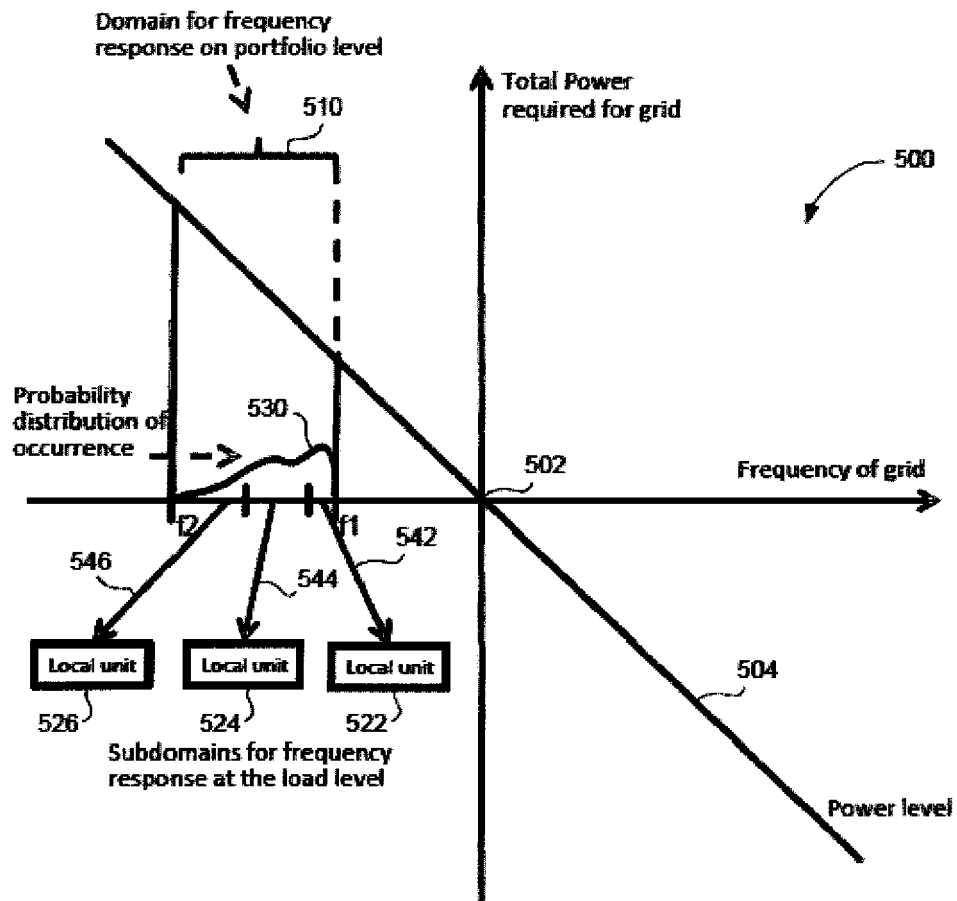 Domain for frequency
response on portfolio level
510
Total Power
required for grid
500
Probability
distribution of
occurrence
530
502
Frequency of grid
f2
f1
546
544
542
Local unit
Local unit
Local unit
526
524
522
504
Subdomains for frequency
response at the load level
Power level